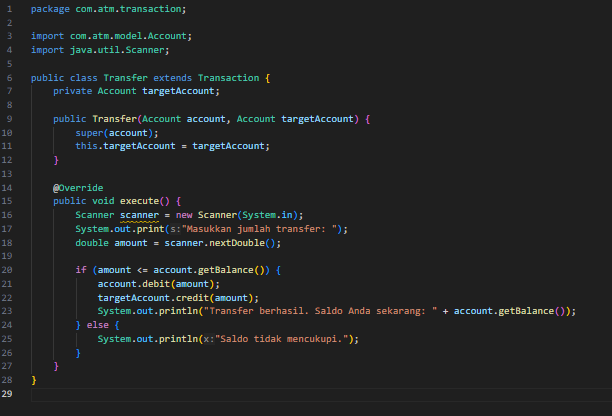 1 package com.atm.transaction;
2
3 import com.atm.model.Account;
4 import java.util.Scanner;
5
6 public class Transfer extends Transaction {
7     private Account targetAccount;
8
9     public Transfer(Account account, Account targetAccount) {
10         super(account);
11         this.targetAccount = targetAccount;
12     }
13
14     @Override
15     public void execute() {
16         Scanner scanner = new Scanner(System.in);
17         System.out.print(s:"Masukkan jumlah transfer: ");
18         double amount = scanner.nextDouble();
19
20         if (amount <= account.getBalance()) {
21             account.debit(amount);
22             targetAccount.credit(amount);
23             System.out.println("Transfer berhasil. Saldo Anda sekarang: " + account.getBalance());
24         } else {
25             System.out.println(x:"Saldo tidak mencukupi.");
26         }
27     }
28 }
29